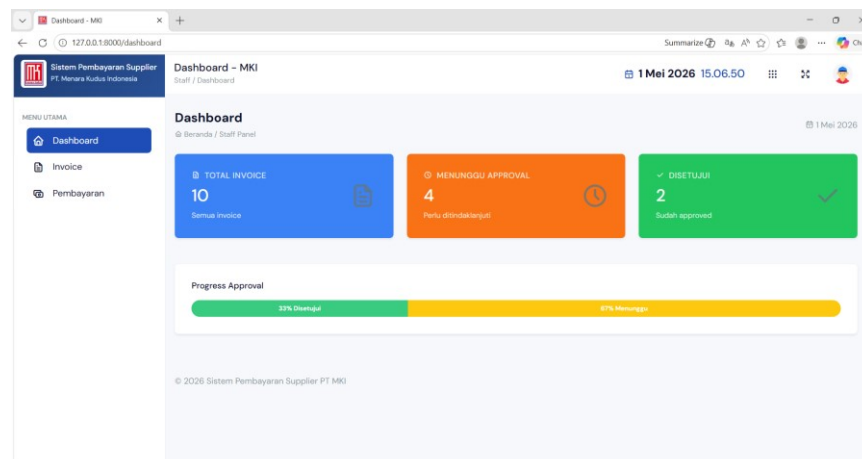 Dashboard - MKI
127.0.0.1:8000/dashboard
Summarize
Sistem Pembayaran Supplier
PT. Menara Kudus Indonesia
Dashboard - MKI
Staff / Dashboard
1 Mei 2026 15.06.50
MENU UTAMA
Dashboard
Invoice
Pembayaran
Dashboard
Beranda / Staff Panel
1 Mei 2026
TOTAL INVOICE
10
Semua invoice
MENUNGGU APPROVAL
4
Perlu ditindaklanjuti
DISETUJUI
2
Sudah approved
Progress Approval
33% Disetujui
67% Menunggu
© 2026 Sistem Pembayaran Supplier PT MKI